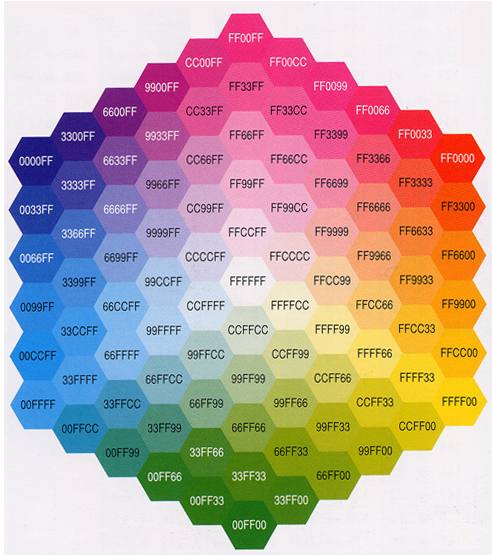 FF00FF
CC00FF FF00CC
9900FF FF33FF FF0099
6600FF CC33FF FF33CC FF0066
3300FF 9933FF FF66FF FF3399 FF0033
0000FF 6633FF CC66FF FF66CC FF3366 FF0000
3333FF 9966FF FF99FF FF6699 FF3333
0033FF 6666FF CC99FF FF99CC FF6666 FF3300
3366FF 9999FF FFCCFF FF9999 FF6633
0066FF 6699FF CCCCFF FFCCCC FF9966 FF6600
3399FF 99CCFF FFFFFF FFCC99 FF9933
0099FF 66CCFF CCFFFF FFFFCC FFCC66 FF9900
33CCFF 99FFFF CCFFCC FFFF99 FFCC33
00CCFF 66FFFF 99FFCC CCFF99 FFFF66 FFCC00
33FFFF 66FFCC 99FF99 CCFF66 FFFF33
00FFFF 33FFCC 66FF99 99FF66 CCFF33 FFFF00
00FFCC 33FF99 66FF66 99FF33 CCFF00
00FF99 33FF66 66FF33 99FF00
00FF66 33FF33 66FF00
00FF33 33FF00
00FF00